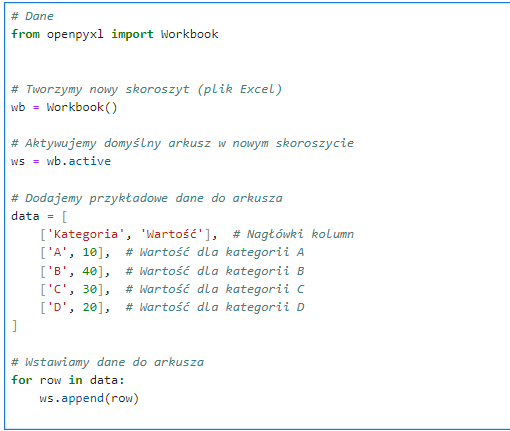 # Dane
from openpyxl import Workbook
# Tworzymy nowy skoroszyt (plik Excel)
wb = Workbook()
# Aktywujemy domyślny arkusz w nowym skoroszycie
ws = wb.active
# Dodajemy przykładowe dane do arkusza
data = [
    ['Kategoria', 'Wartość'],  # Nagłówki kolumn
    ['A', 10],  # Wartość dla kategorii A
    ['B', 40],  # Wartość dla kategorii B
    ['C', 30],  # Wartość dla kategorii C
    ['D', 20],  # Wartość dla kategorii D
]
# Wstawiamy dane do arkusza
for row in data:
    ws.append(row)